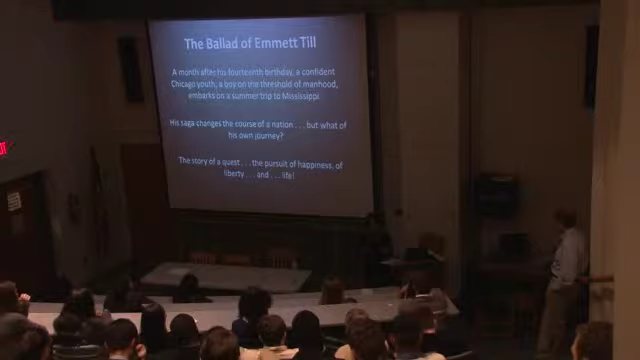 The Ballad of Emmett Till
A month after his fourteenth birthday, a confident
Chicago youth, a boy on the threshold of manhood,
embarks on a summer trip to Mississippi.
His saga changes the course of a nation . . . but what of
his own journey?
The story of a quest . . . the pursuit of happiness, of
liberty . . . and . . . life!